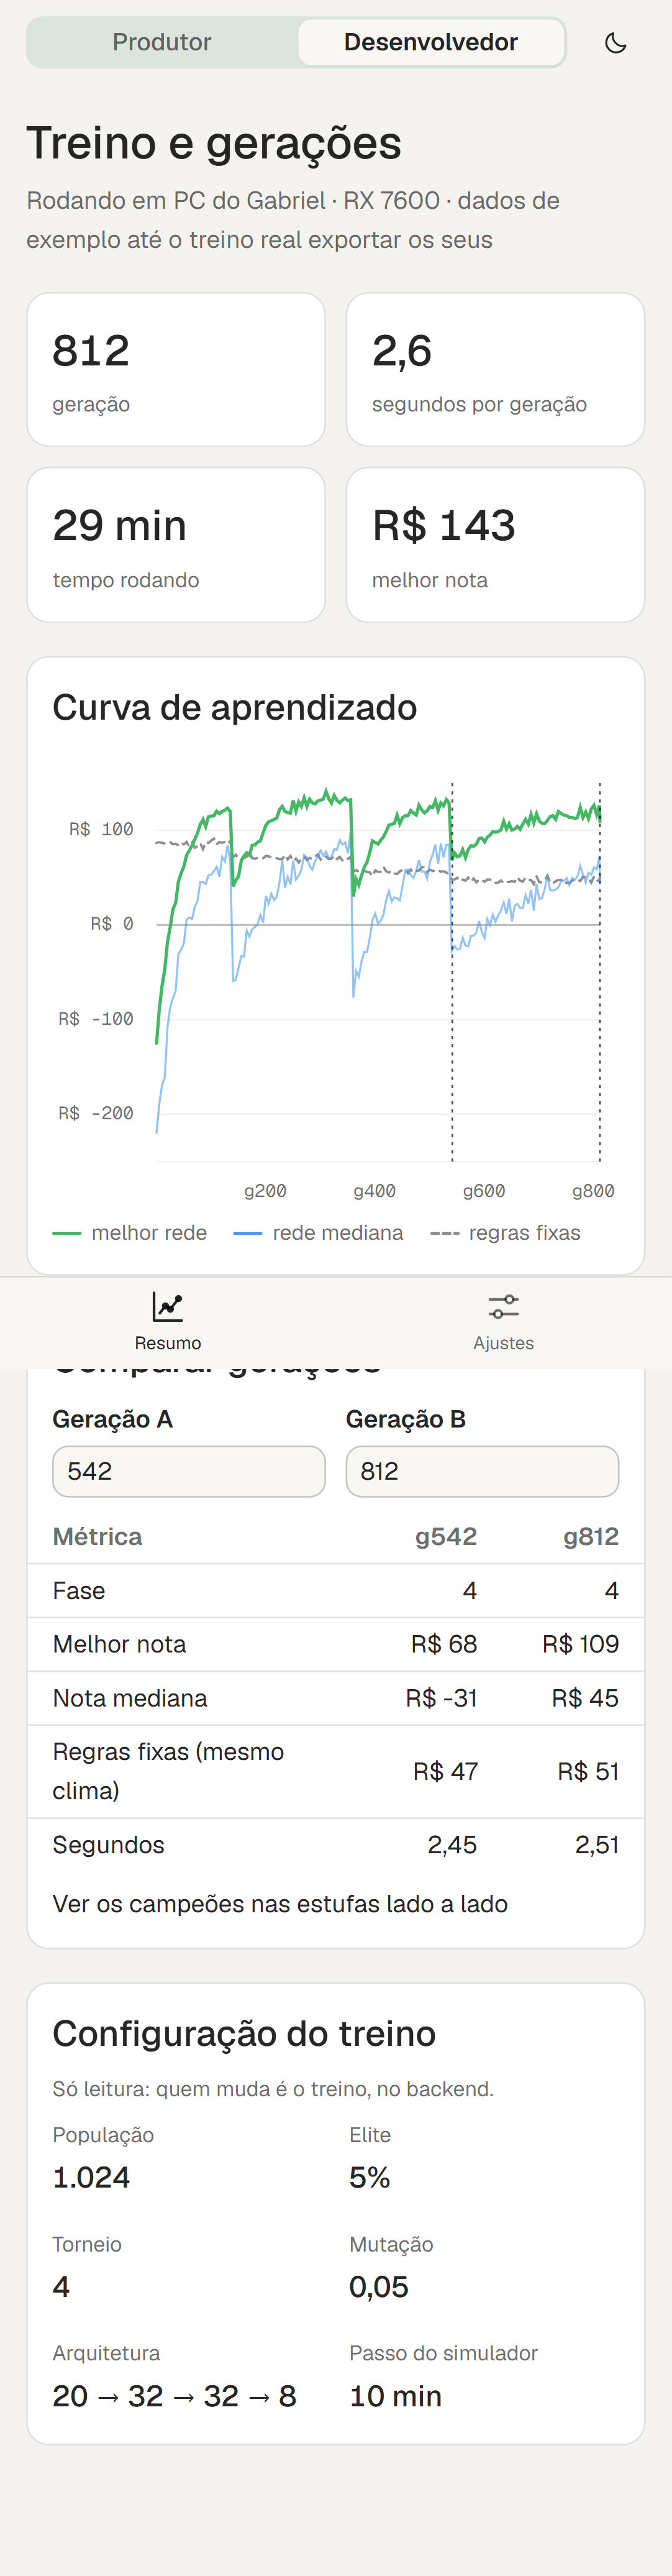 Produtor
Desenvolvedor
Treino e gerações
Rodando em PC do Gabriel · RX 7600 · dados de
exemplo até o treino real exportar os seus
812
geração
2,6
segundos por geração
29 min
tempo rodando
R$ 143
melhor nota
Curva de aprendizado
R$ 100
R$ 0
R$ -100
R$ -200
g200 g400 g600 g800
melhor rede rede mediana regras fixas
Resumo
Ajustes
Comparar gerações
Geração A
Geração B
542
812
Métrica g542 g812
Fase 4 4
Melhor nota R$ 68 R$ 109
Nota mediana R$ -31 R$ 45
Regras fixas (mesmo
clima) R$ 47 R$ 51
Segundos 2,45 2,51
Ver os campeões nas estufas lado a lado
Configuração do treino
Só leitura: quem muda é o treino, no backend.
População
1.024
Elite
5%
Torneio
4
Mutação
0,05
Arquitetura
20 → 32 → 32 → 8
Passo do simulador
10 min